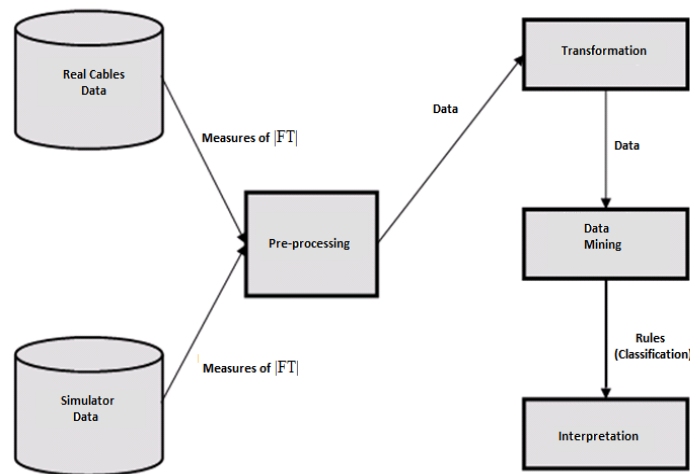 Real Cables
Data
Measures of |FT|
Simulator
Data
Measures of |FT|
Pre-processing
Data
Transformation
Data
Data
Mining
Rules
(Classification)
Interpretation